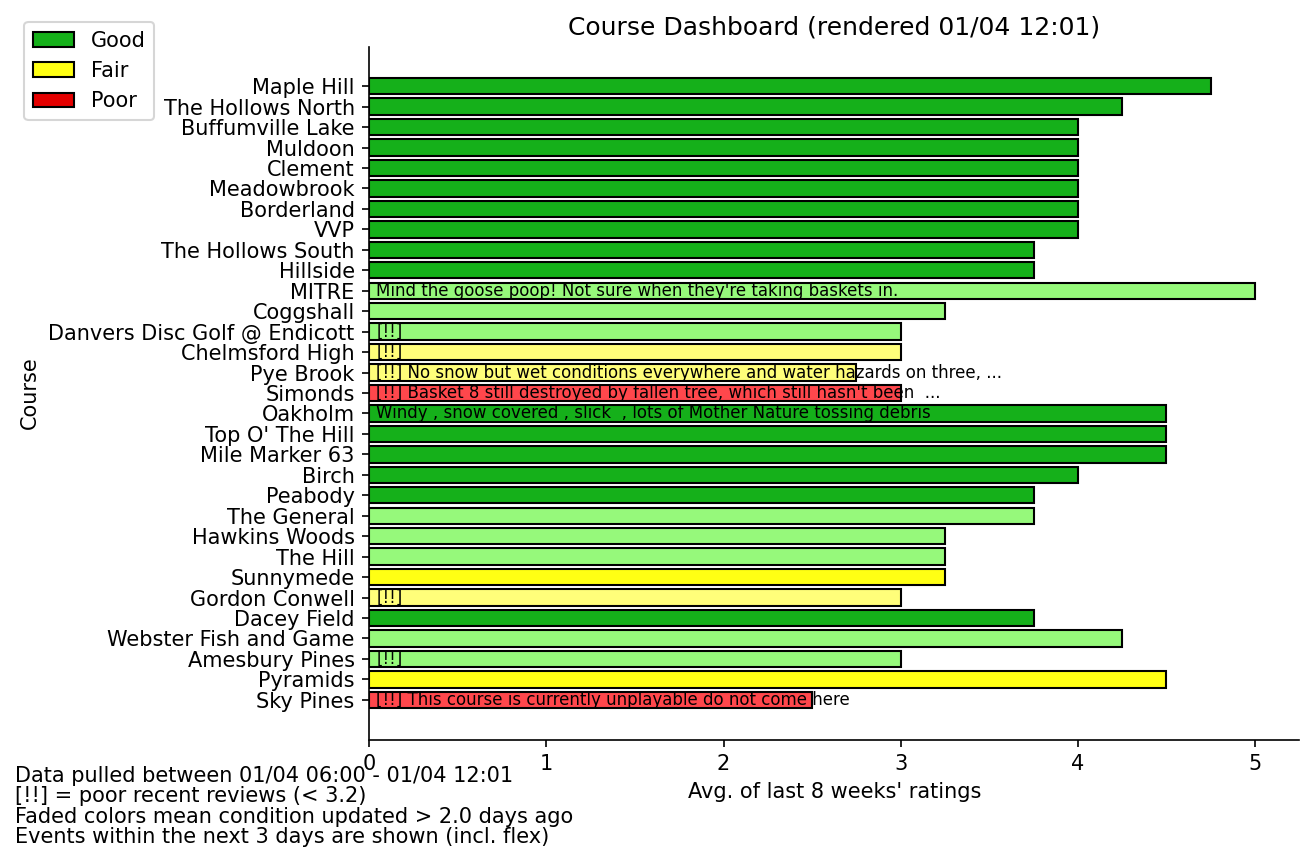 Course Dashboard (rendered 01/04 12:01)
Good
Fair
Poor
Course
Maple Hill
The Hollows North
Buffumville Lake
Muldoon
Clement
Meadowbrook
Borderland
VVP
The Hollows South
Hillside
MITRE Mind the goose poop! Not sure when they're taking baskets in.
Coggshall
Danvers Disc Golf @ Endicott [!!]
Chelmsford High [!!]
Pye Brook [!!] No snow but wet conditions everywhere and water hazards on three, ...
Simonds [!!] Basket 8 still destroyed by fallen tree, which still hasn't been  ...
Oakholm Windy , snow covered , slick  , lots of Mother Nature tossing debris
Top O' The Hill
Mile Marker 63
Birch
Peabody
The General
Hawkins Woods
The Hill
Sunnymede
Gordon Conwell [!!]
Dacey Field
Webster Fish and Game
Amesbury Pines [!!]
Pyramids
Sky Pines [!!] This course is currently unplayable do not come here
0 1 2 3 4 5
Avg. of last 8 weeks' ratings
Data pulled between 01/04 06:00 - 01/04 12:01
[!!] = poor recent reviews (< 3.2)
Faded colors mean condition updated > 2.0 days ago
Events within the next 3 days are shown (incl. flex)